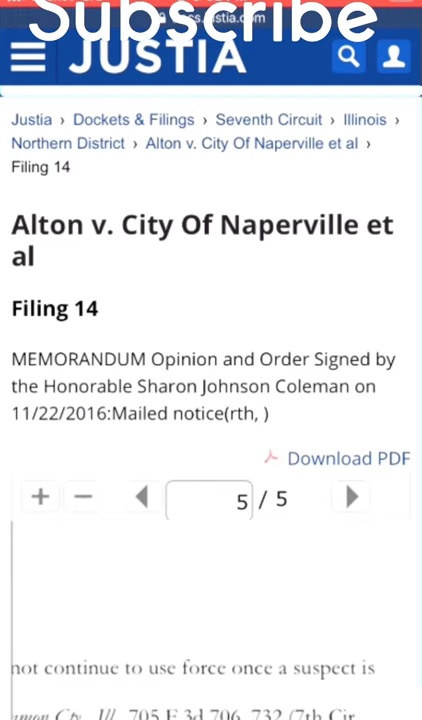 Subscribe
JUSTIA
Justia › Dockets & Filings › Seventh Circuit › Illinois ›
Northern District › Alton v. City Of Naperville et al ›
Filing 14
Alton v. City Of Naperville et
al
Filing 14
MEMORANDUM Opinion and Order Signed by
the Honorable Sharon Johnson Coleman on
11/22/2016:Mailed notice(rth, )
Download PDF
+ − 5 / 5
not continue to use force once a suspect is
Cty., Ill. 705 F.3d 706, 732 (7th Cir.